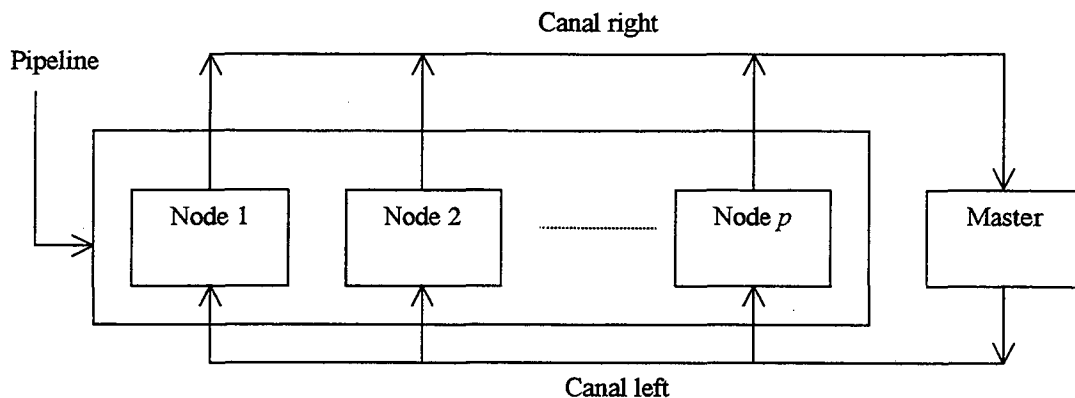 Canal right
Pipeline
Node 1
Node 2
Node p
Master
Canal left